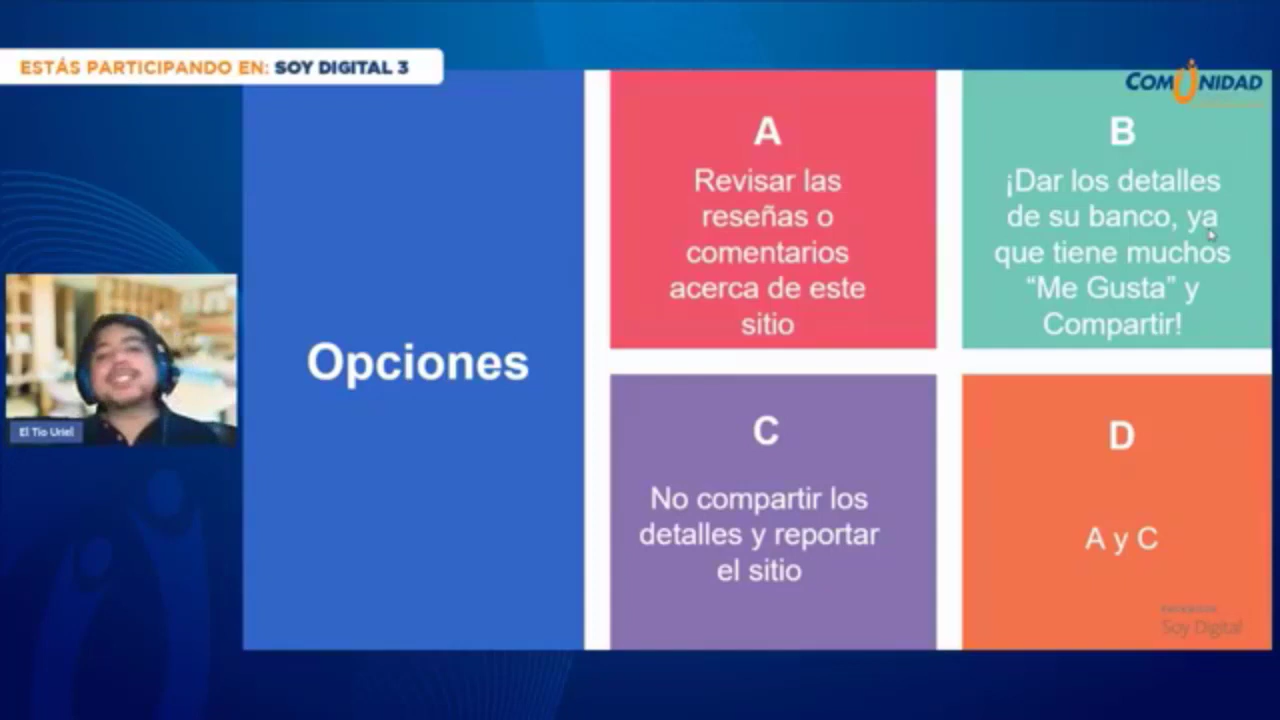 ESTÁS PARTICIPANDO EN: SOY DIGITAL 3
COMUNIDAD
A
Revisar las
reseñas o
comentarios
acerca de este
sitio
B
¡Dar los detalles
de su banco, ya
que tiene muchos
“Me Gusta” y
Compartir!
Opciones
El Tio Uriel
C
No compartir los
detalles y reportar
el sitio
D
A y C
Soy Digital